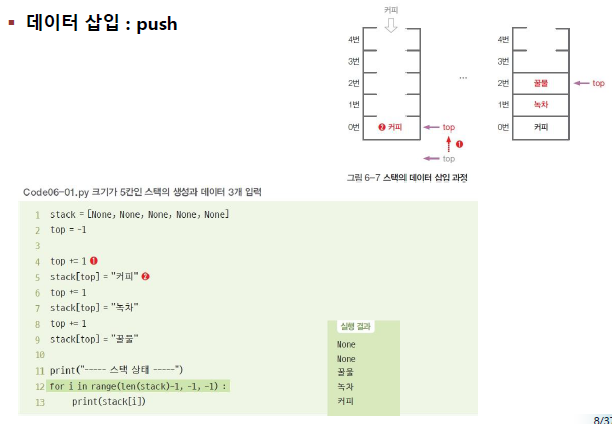 ▪ 데이터 삽입 : push
커피
4번
3번
2번
1번
0번
❷ 커피
top
❶
top
...
4번
3번
2번 꿀물 top
1번 녹차
0번 커피
그림 6-7 스택의 데이터 삽입 과정
Code06-01.py 크기가 5칸인 스택의 생성과 데이터 3개 입력
1 stack = [None, None, None, None, None]
2 top = -1
3
4 top += 1 ❶
5 stack[top] = "커피" ❷
6 top += 1
7 stack[top] = "녹차"
8 top += 1
9 stack[top] = "꿀물"
10
11 print("----- 스택 상태 -----")
12 for i in range(len(stack)-1, -1, -1) :
13 print(stack[i])
실행 결과
None
None
꿀물
녹차
커피